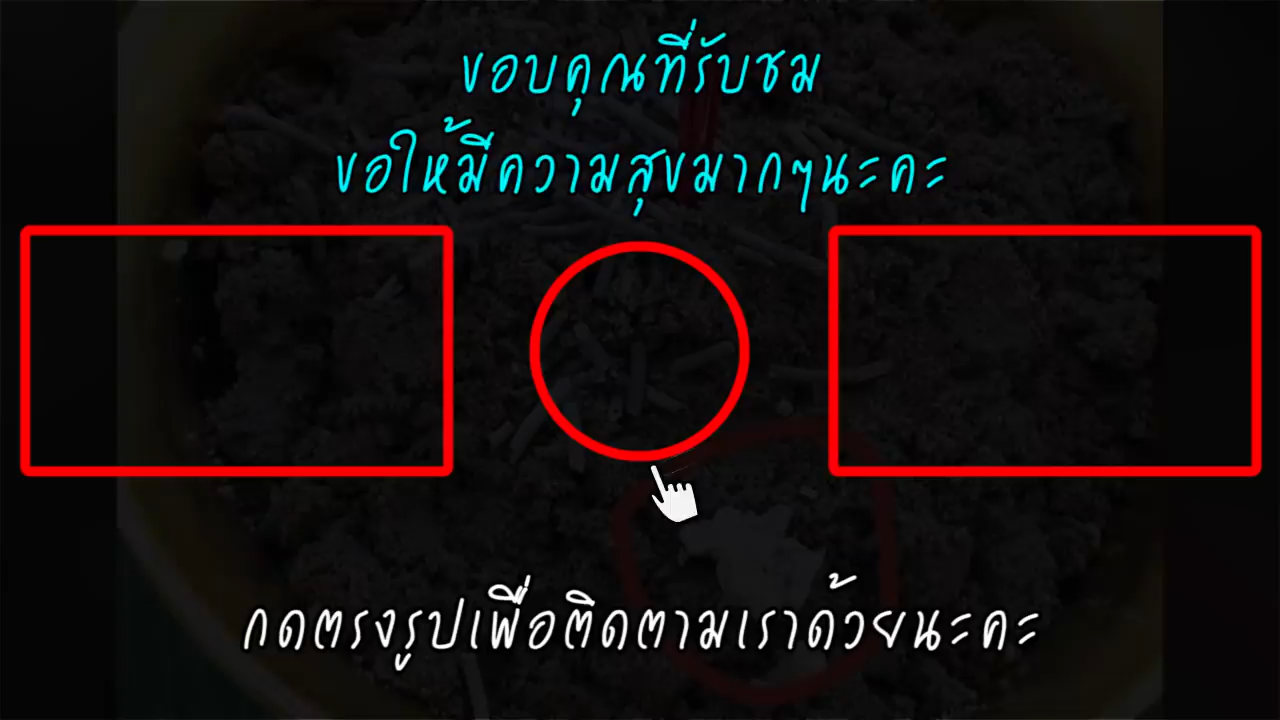 ขอบคุณที่รับชม
ขอให้มีความสุขมากๆนะคะ
กดตรงรูปเพื่อติดตามเราด้วยนะคะ